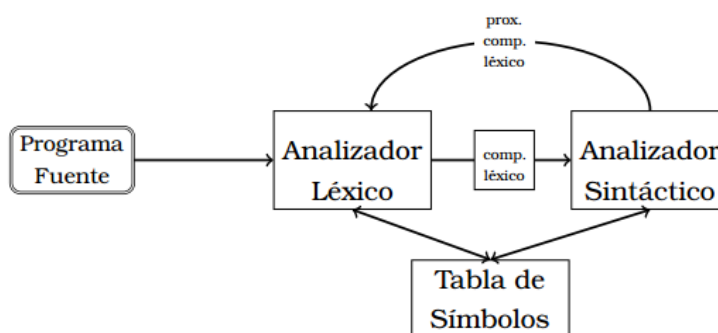 prox.
comp.
léxico
Programa
Fuente
Analizador
Léxico
comp.
léxico
Analizador
Sintáctico
Tabla de
Símbolos